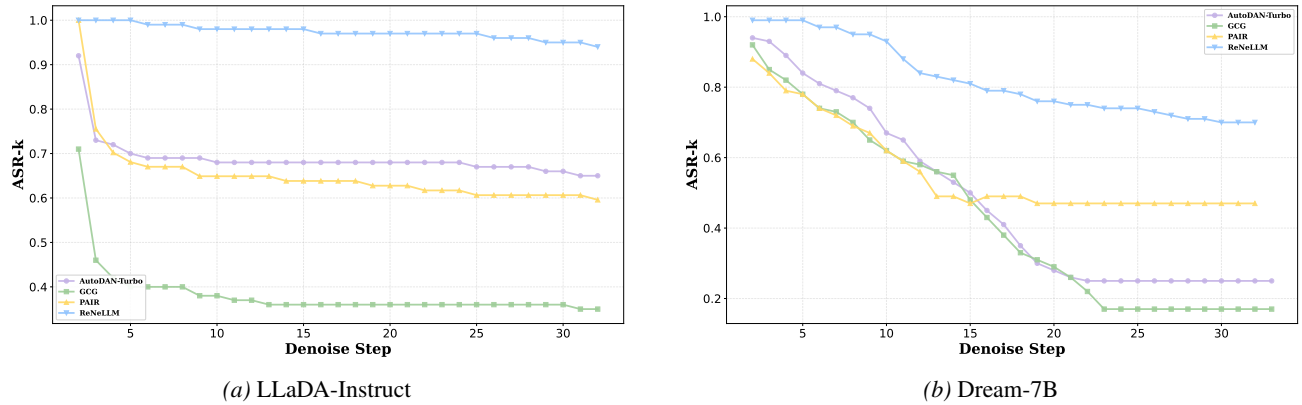 1.0
0.9
0.8
0.7
0.6
0.5
0.4
ASR-k
AutoDAN-Turbo
GCG
PAIR
ReNeLLM
5 10 15 20 25 30
Denoise Step
(a) LLaDA-Instruct
1.0
0.8
0.6
0.4
0.2
ASR-k
AutoDAN-Turbo
GCG
PAIR
ReNeLLM
5 10 15 20 25 30
Denoise Step
(b) Dream-7B